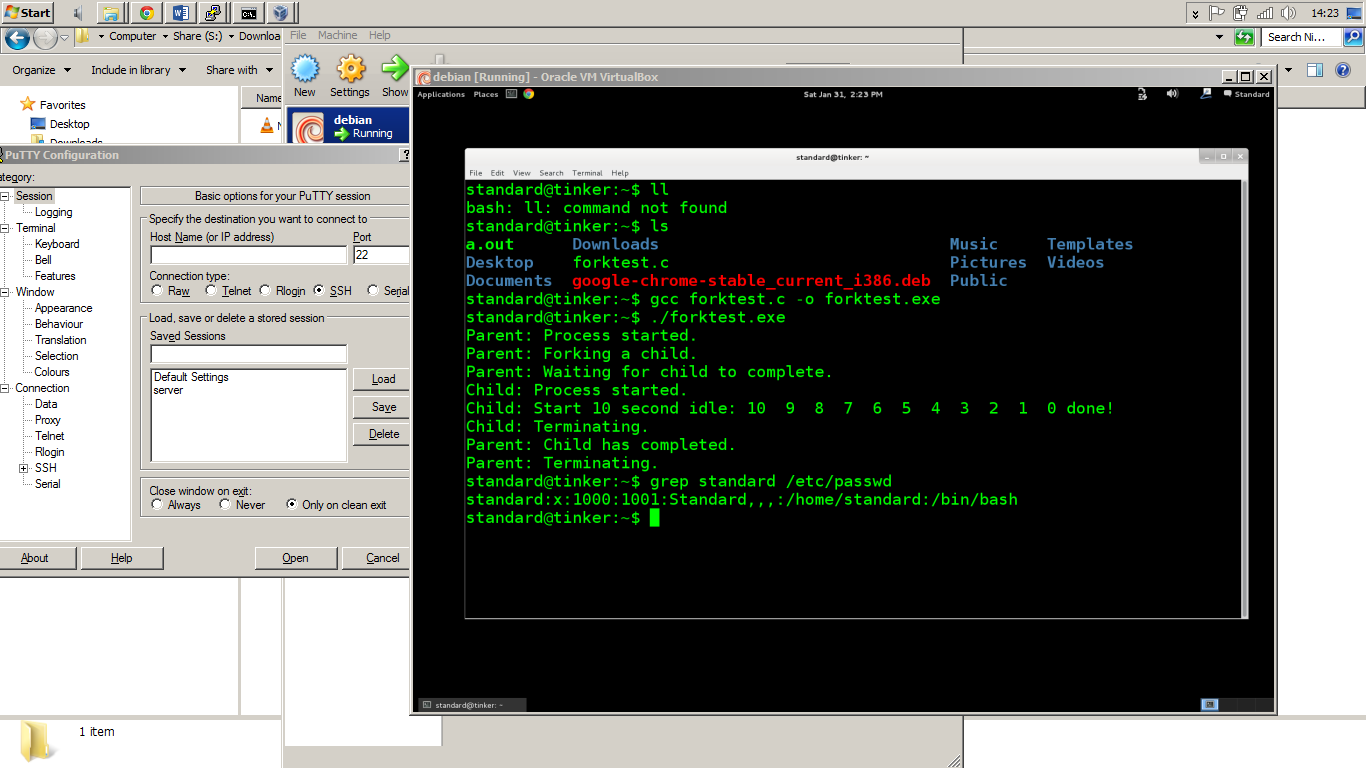 Start
14:23
Computer
Share (S:)
Downloa
Search Ni...
Organize
Include in library
Share with
Favorites
Desktop
Name
File Machine Help
New
Settings
Show
debian
Running
PuTTY Configuration
ategory:
Session
Logging
Terminal
Keyboard
Bell
Features
Window
Appearance
Behaviour
Translation
Selection
Colours
Connection
Data
Proxy
Telnet
Rlogin
SSH
Serial
Basic options for your PuTTY session
Specify the destination you want to connect to
Host Name (or IP address)
Port
22
Connection type:
Raw Telnet Rlogin SSH Serial
Load, save or delete a stored session
Saved Sessions
Default Settings
server
Load
Save
Delete
Close window on exit:
Always Never Only on clean exit
About Help Open Cancel
1 item
debian [Running] - Oracle VM VirtualBox
Applications Places
Sat Jan 31, 2:23 PM
Standard
standard@tinker: ~
File Edit View Search Terminal Help
standard@tinker:~$ ll
bash: ll: command not found
standard@tinker:~$ ls
a.out Downloads Music Templates
Desktop forktest.c Pictures Videos
Documents google-chrome-stable_current_i386.deb Public
standard@tinker:~$ gcc forktest.c -o forktest.exe
standard@tinker:~$ ./forktest.exe
Parent: Process started.
Parent: Forking a child.
Parent: Waiting for child to complete.
Child: Process started.
Child: Start 10 second idle: 10 9 8 7 6 5 4 3 2 1 0 done!
Child: Terminating.
Parent: Child has completed.
Parent: Terminating.
standard@tinker:~$ grep standard /etc/passwd
standard:x:1000:1001:Standard,,,:/home/standard:/bin/bash
standard@tinker:~$
standard@tinker: ~